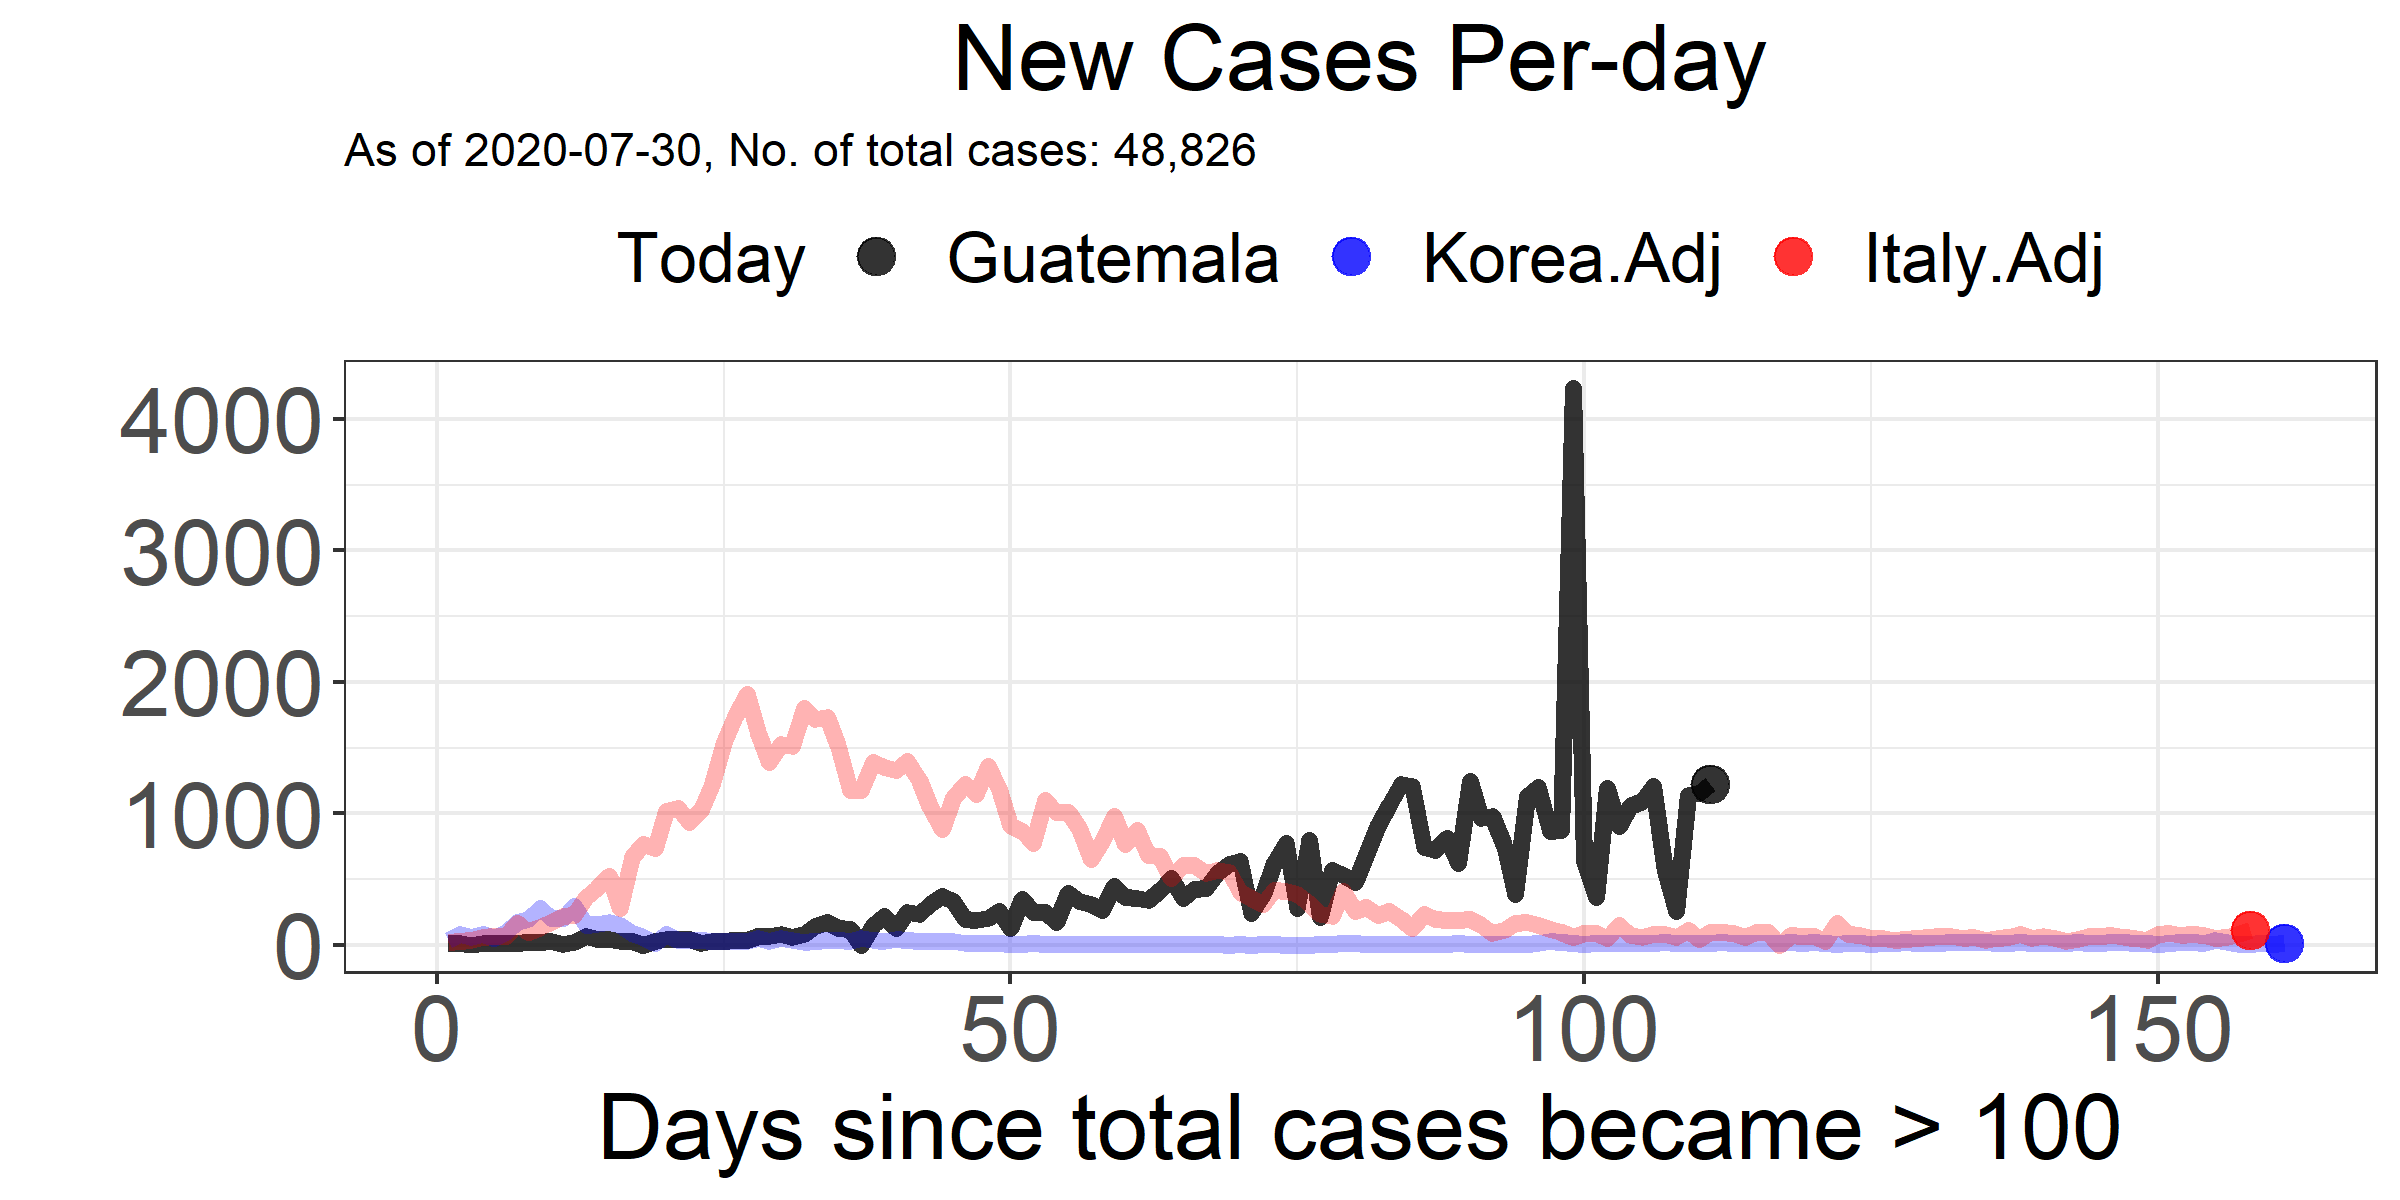 New Cases Per-day
As of 2020-07-30, No. of total cases: 48,826
Today Guatemala Korea.Adj Italy.Adj
4000
3000
2000
1000
0
0 50 100 150
Days since total cases became > 100